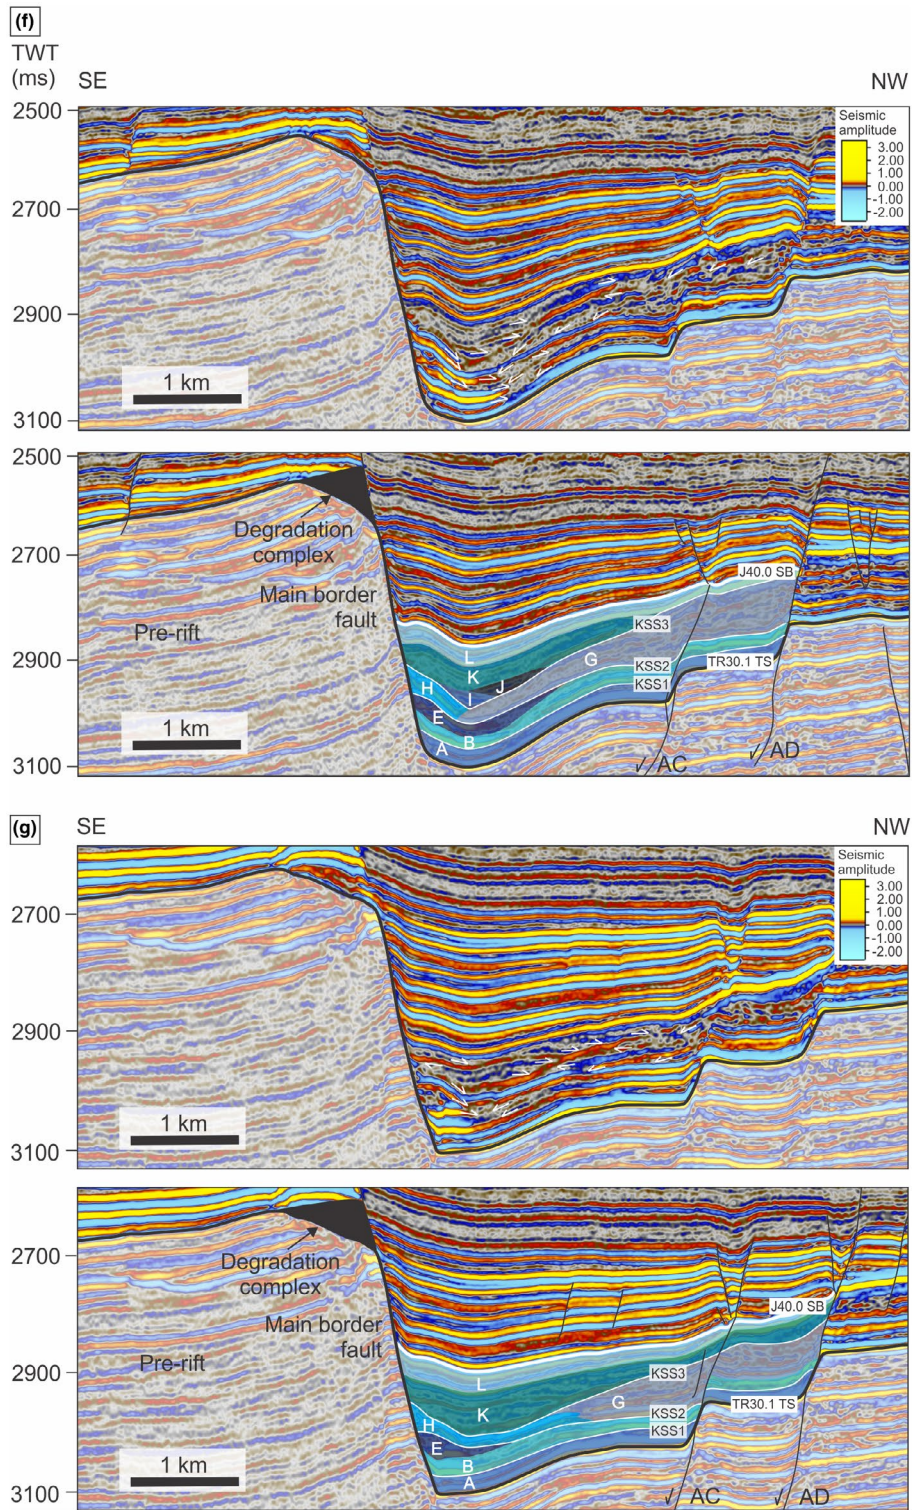 (f)
TWT
(ms)
SE
NW
2500
2700
2900
3100
Seismic
amplitude
3.00
2.00
1.00
0.00
-1.00
-2.00
1 km
2500
2700
2900
3100
Degradation
complex
Main border
fault
Pre-rift
J40.0 SB
KSS3
KSS2
KSS1
TR30.1 TS
L
K
J
I
H
G
E
B
A
AC
AD
1 km
(g)
SE
NW
2700
2900
3100
Seismic
amplitude
3.00
2.00
1.00
0.00
-1.00
-2.00
1 km
2700
2900
3100
Degradation
complex
Main border
fault
Pre-rift
J40.0 SB
KSS3
KSS2
KSS1
TR30.1 TS
L
K
G
H
E
B
A
AC
AD
1 km